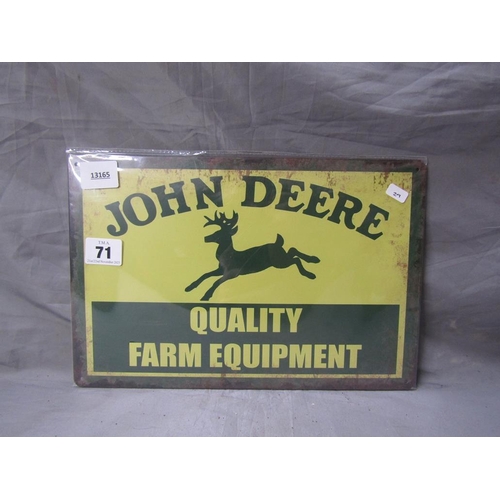 13165
JOHN DEERE
71
QUALITY
FARM EQUIPMENT